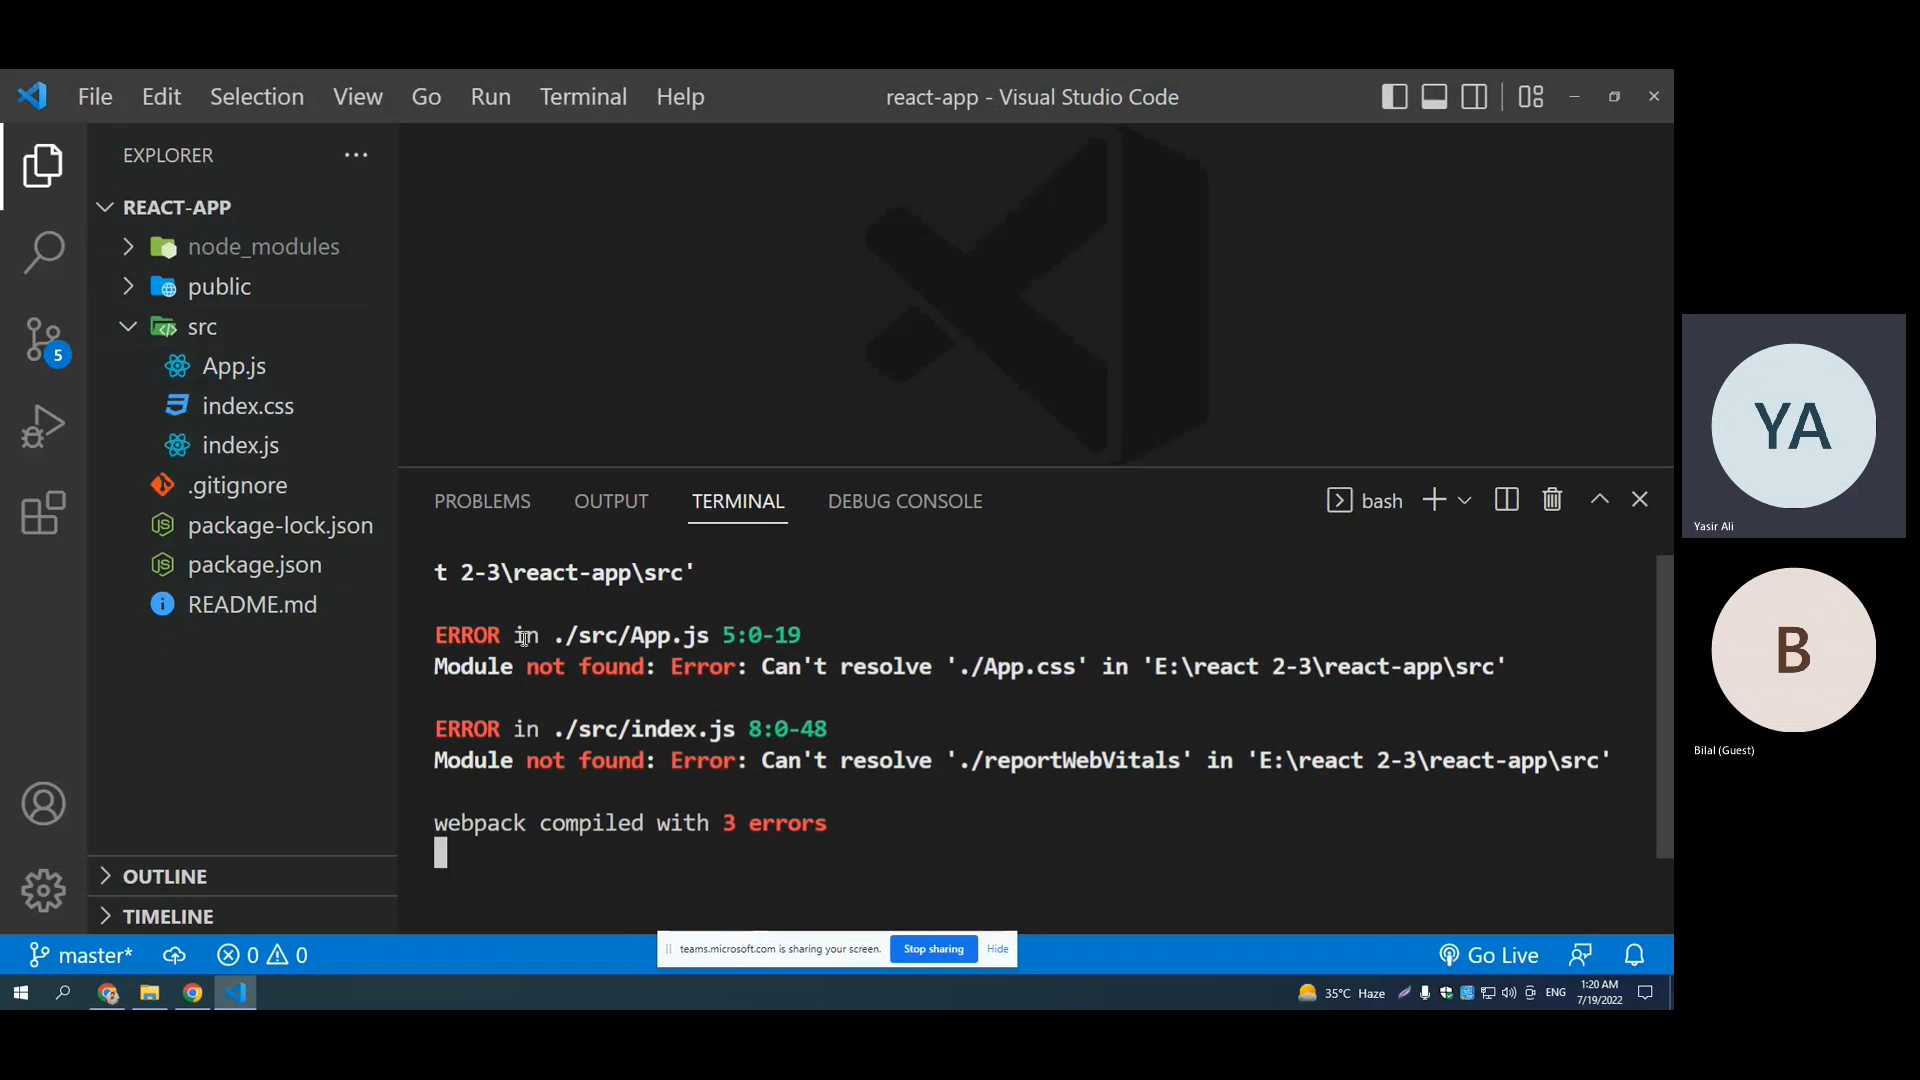 File Edit Selection View Go Run Terminal Help
react-app - Visual Studio Code
EXPLORER
REACT-APP
node_modules
public
src
App.js
index.css
index.js
.gitignore
package-lock.json
package.json
README.md
OUTLINE
TIMELINE
5
PROBLEMS OUTPUT TERMINAL DEBUG CONSOLE
bash
t 2-3\react-app\src'
ERROR in ./src/App.js 5:0-19
Module not found: Error: Can't resolve './App.css' in 'E:\react 2-3\react-app\src'
ERROR in ./src/index.js 8:0-48
Module not found: Error: Can't resolve './reportWebVitals' in 'E:\react 2-3\react-app\src'
webpack compiled with 3 errors
YA
Yasir Ali
B
Bilal (Guest)
master* 0 0
teams.microsoft.com is sharing your screen. Stop sharing Hide
Go Live
35°C Haze
ENG
1:20 AM
7/19/2022